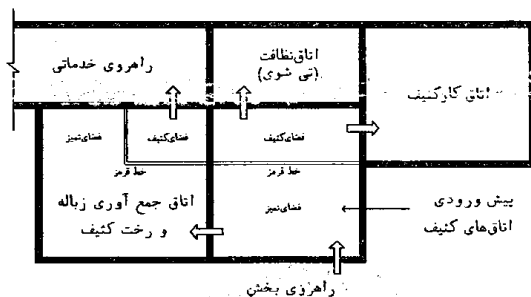 راهروی خدماتی
اتاق نظافت
(تی شوی)
اتاق کار کثیف
فضای تمیز
فضای کثیف
فضای کثیف
خط قرمز
خط قرمز
اتاق جمع آوری زباله
و رخت کثیف
فضای تمیز
پیش ورودی
اتاق‌های کثیف
راهروی بخش